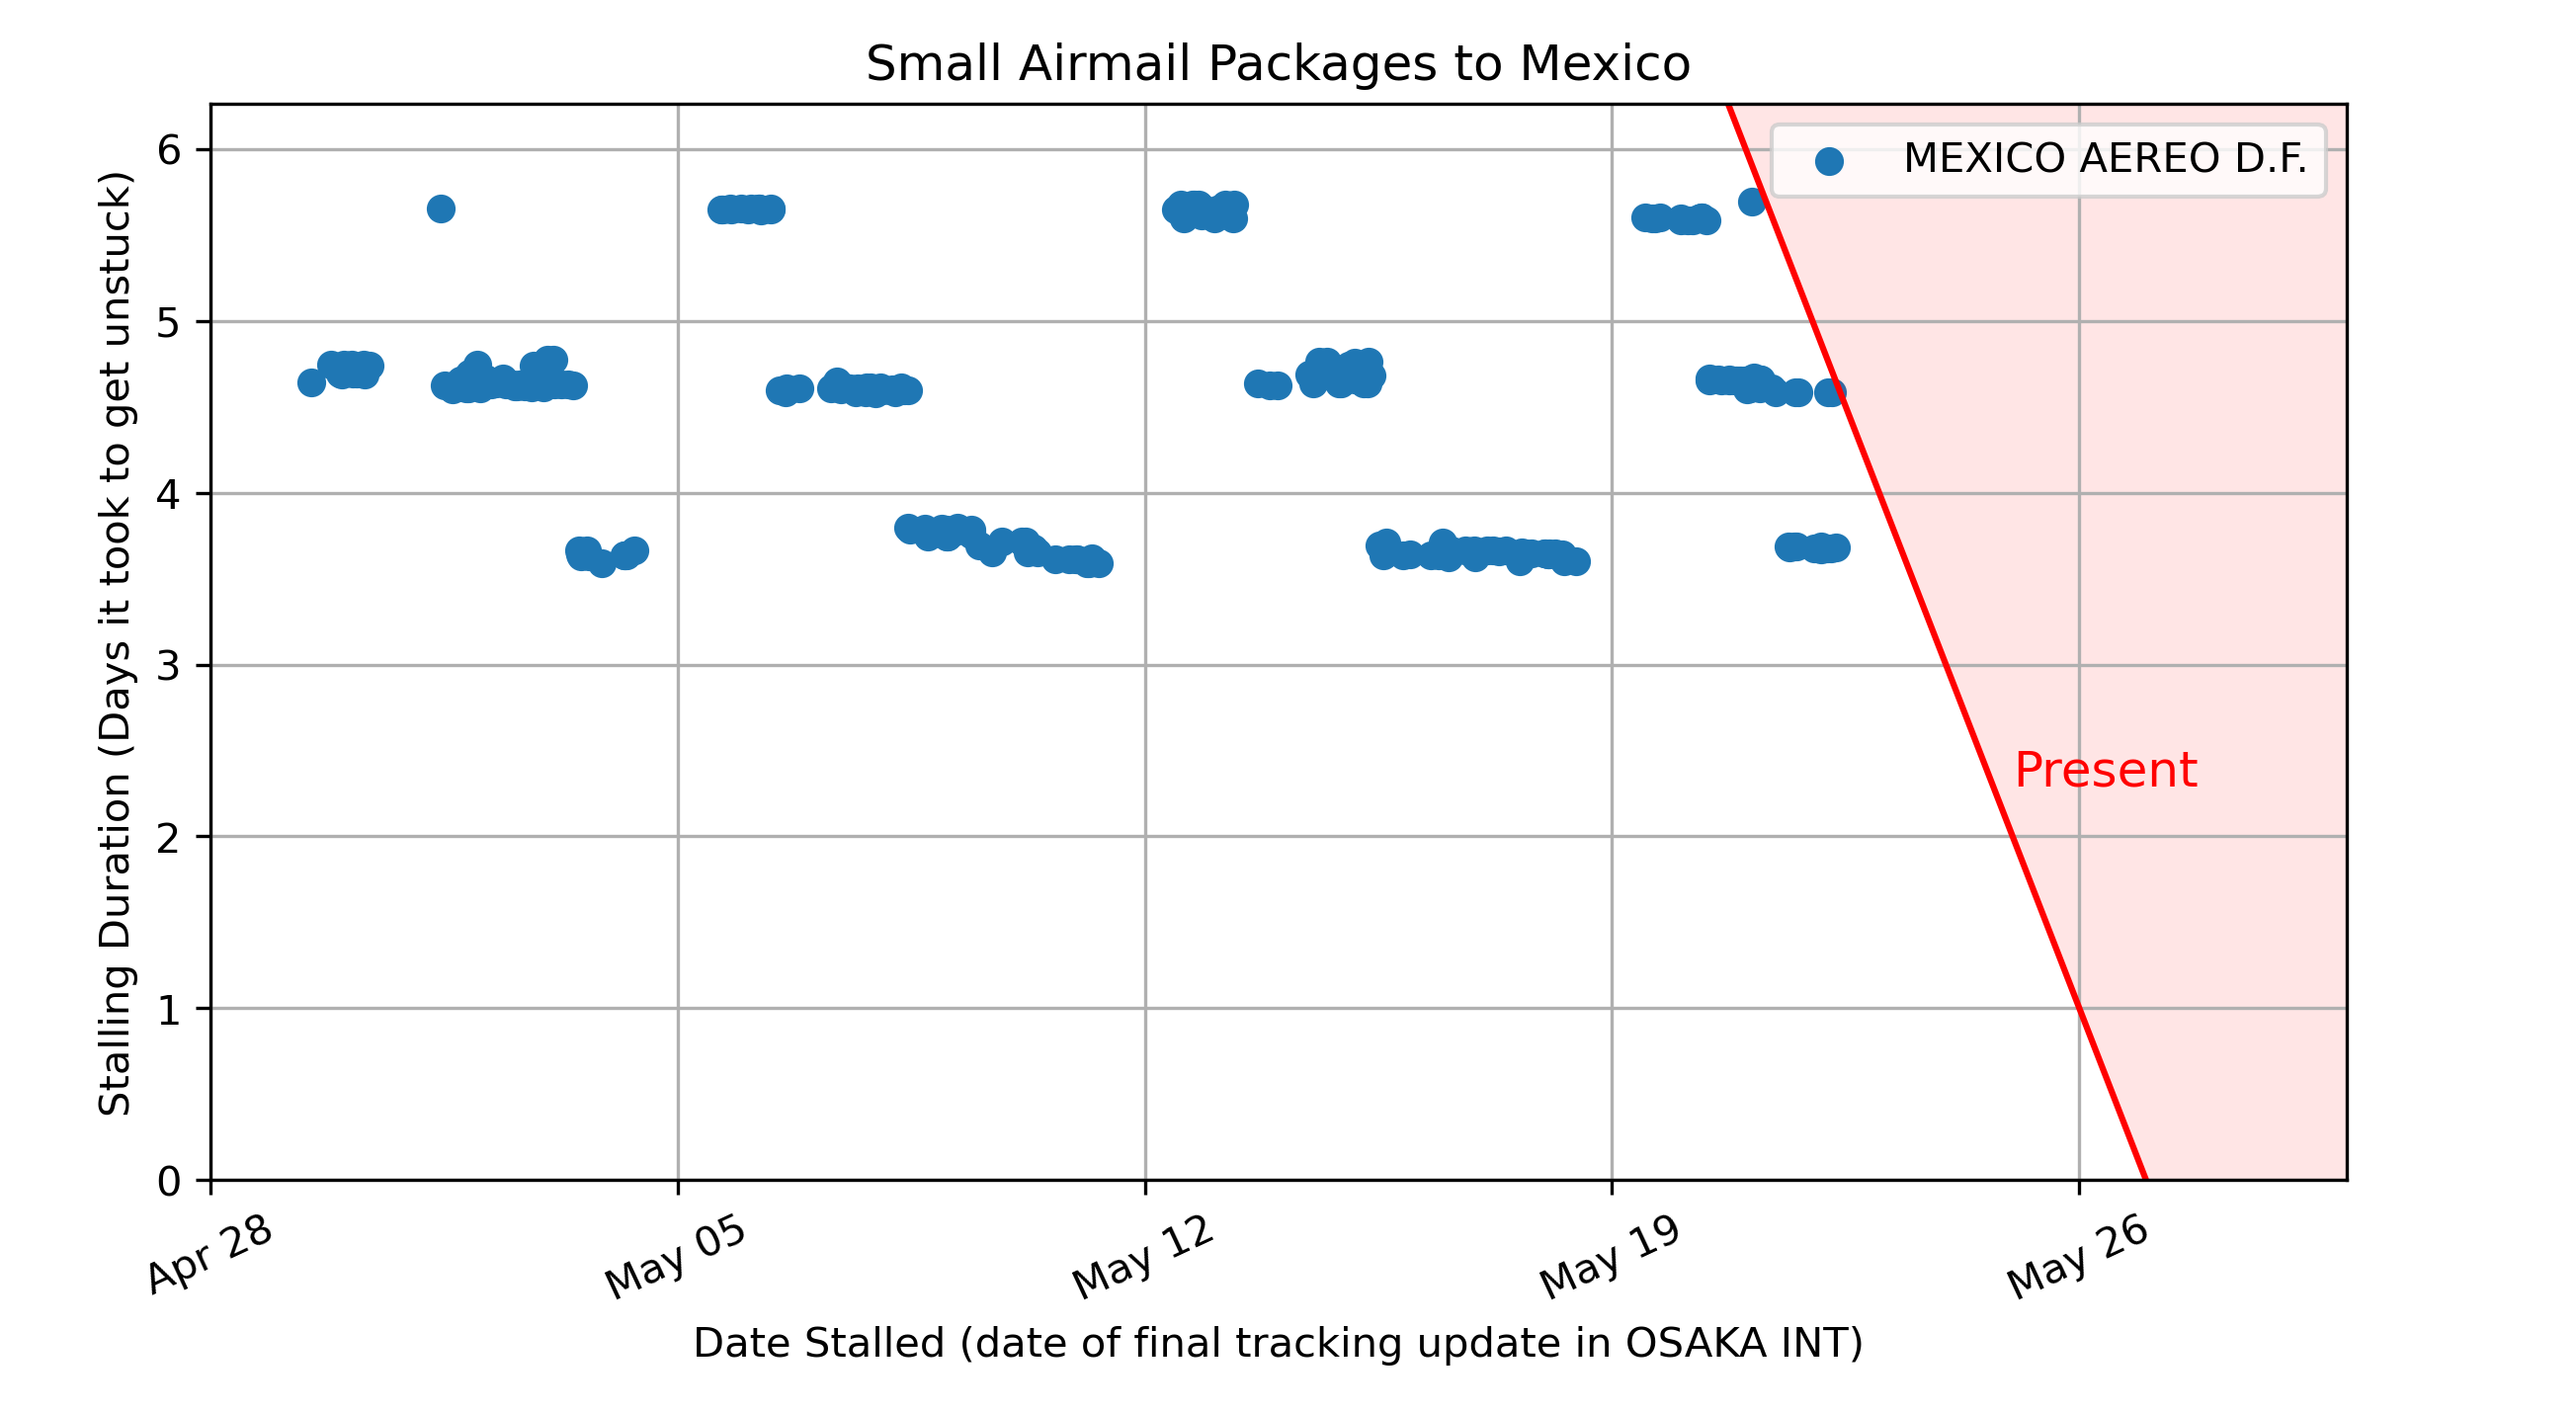 Small Airmail Packages to Mexico
MEXICO AEREO D.F.
Stalling Duration (Days it took to get unstuck)
6
5
4
3
2
1
0
Present
Apr 28
May 05
May 12
May 19
May 26
Date Stalled (date of final tracking update in OSAKA INT)